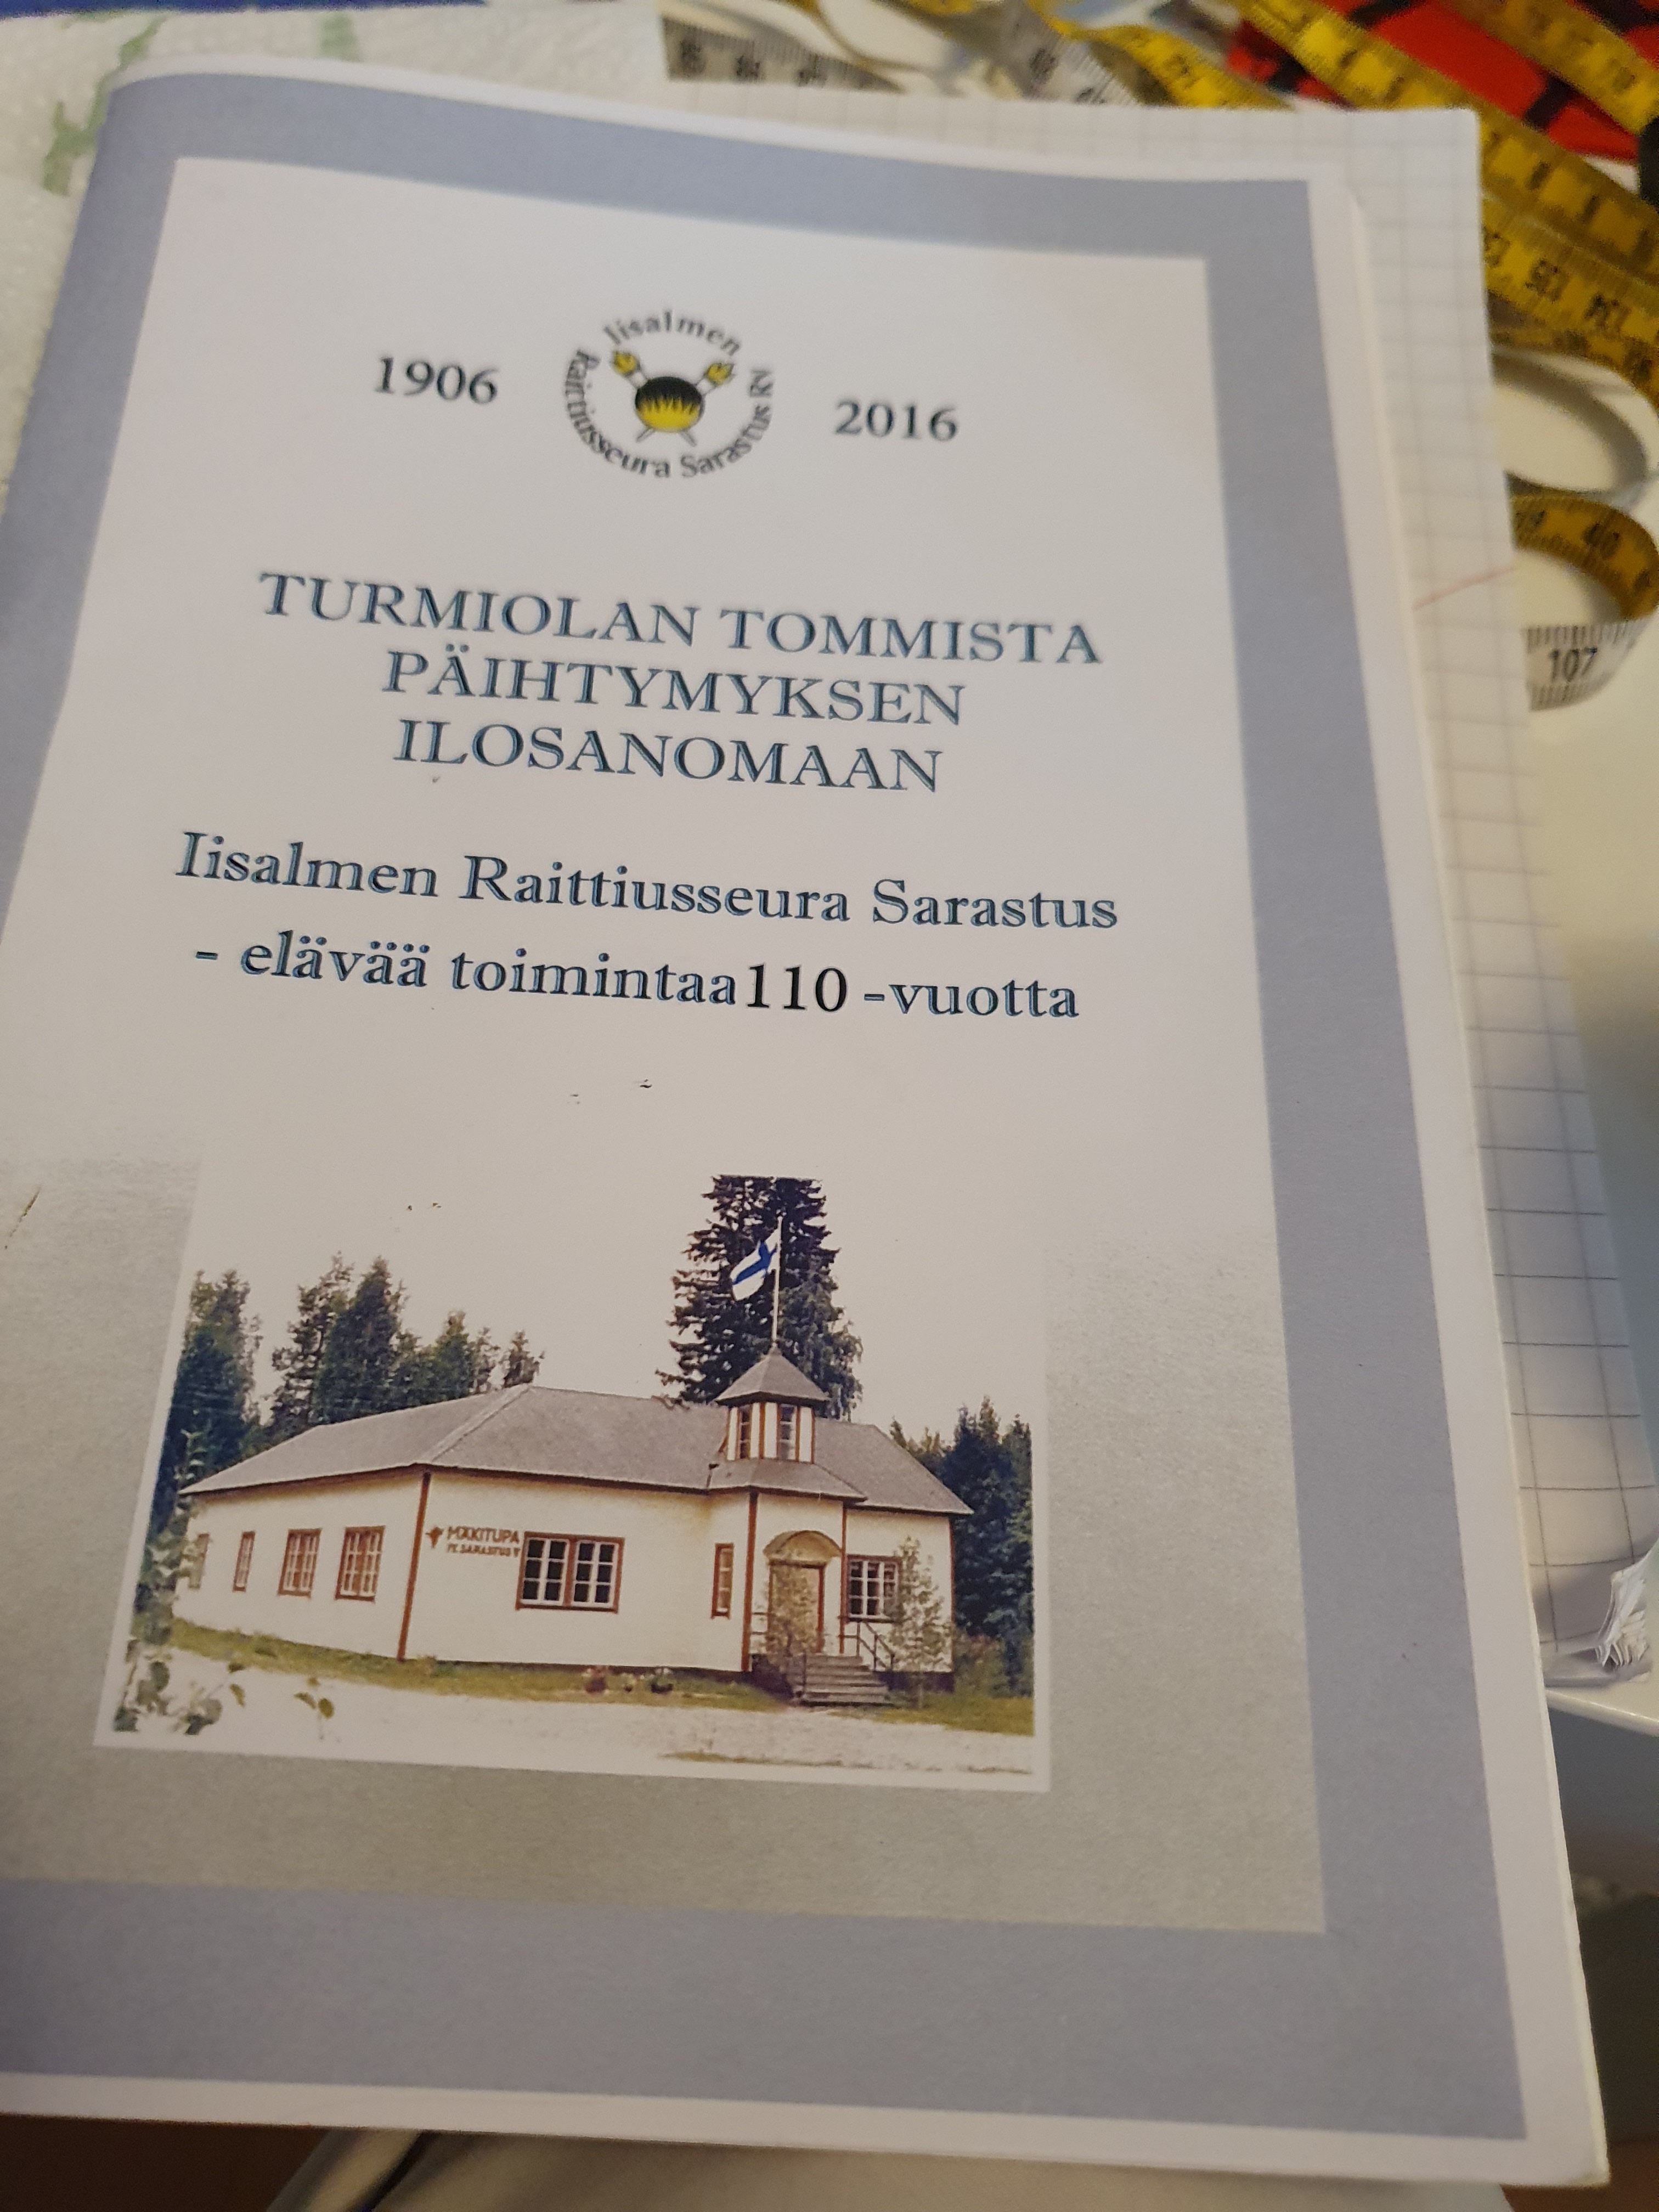 1906
Iisalmen
Raittiusseura Sarastus RY
2016
TURMIOLAN TOMMISTA
PÄIHTYMYKSEN
ILOSANOMAAN
Iisalmen Raittiusseura Sarastus
- elävää toimintaa110 -vuotta
MÄKITUPA
SARASTUS
107